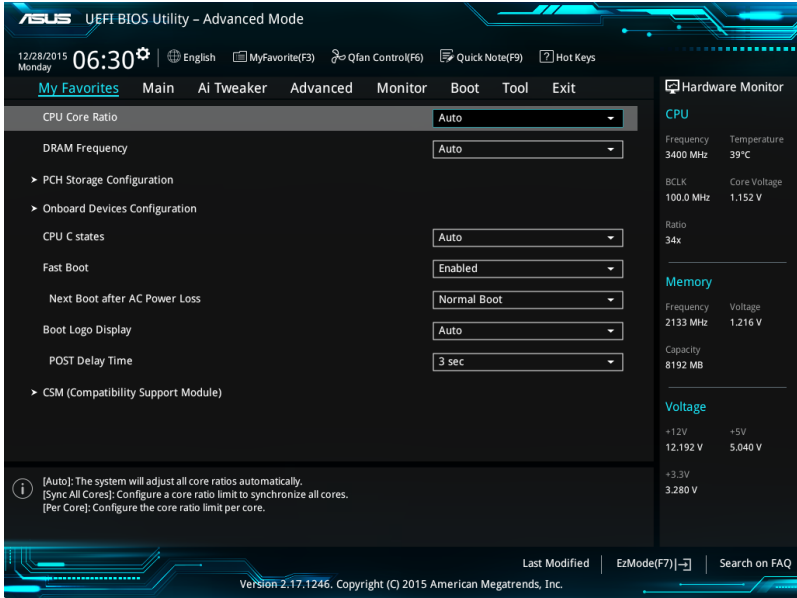 ASUS UEFI BIOS Utility – Advanced Mode
12/28/2015
Monday
06:30
English
MyFavorite(F3)
Qfan Control(F6)
Quick Note(F9)
? Hot Keys
My Favorites Main Ai Tweaker Advanced Monitor Boot Tool Exit
CPU Core Ratio Auto
DRAM Frequency Auto
> PCH Storage Configuration
> Onboard Devices Configuration
CPU C states Auto
Fast Boot Enabled
Next Boot after AC Power Loss Normal Boot
Boot Logo Display Auto
POST Delay Time 3 sec
> CSM (Compatibility Support Module)
[Auto]: The system will adjust all core ratios automatically.
[Sync All Cores]: Configure a core ratio limit to synchronize all cores.
[Per Core]: Configure the core ratio limit per core.
Hardware Monitor
CPU
Frequency Temperature
3400 MHz 39°C
BCLK Core Voltage
100.0 MHz 1.152 V
Ratio
34x
Memory
Frequency Voltage
2133 MHz 1.216 V
Capacity
8192 MB
Voltage
+12V +5V
12.192 V 5.040 V
+3.3V
3.280 V
Last Modified
EzMode(F7)
Search on FAQ
Version 2.17.1246. Copyright (C) 2015 American Megatrends, Inc.